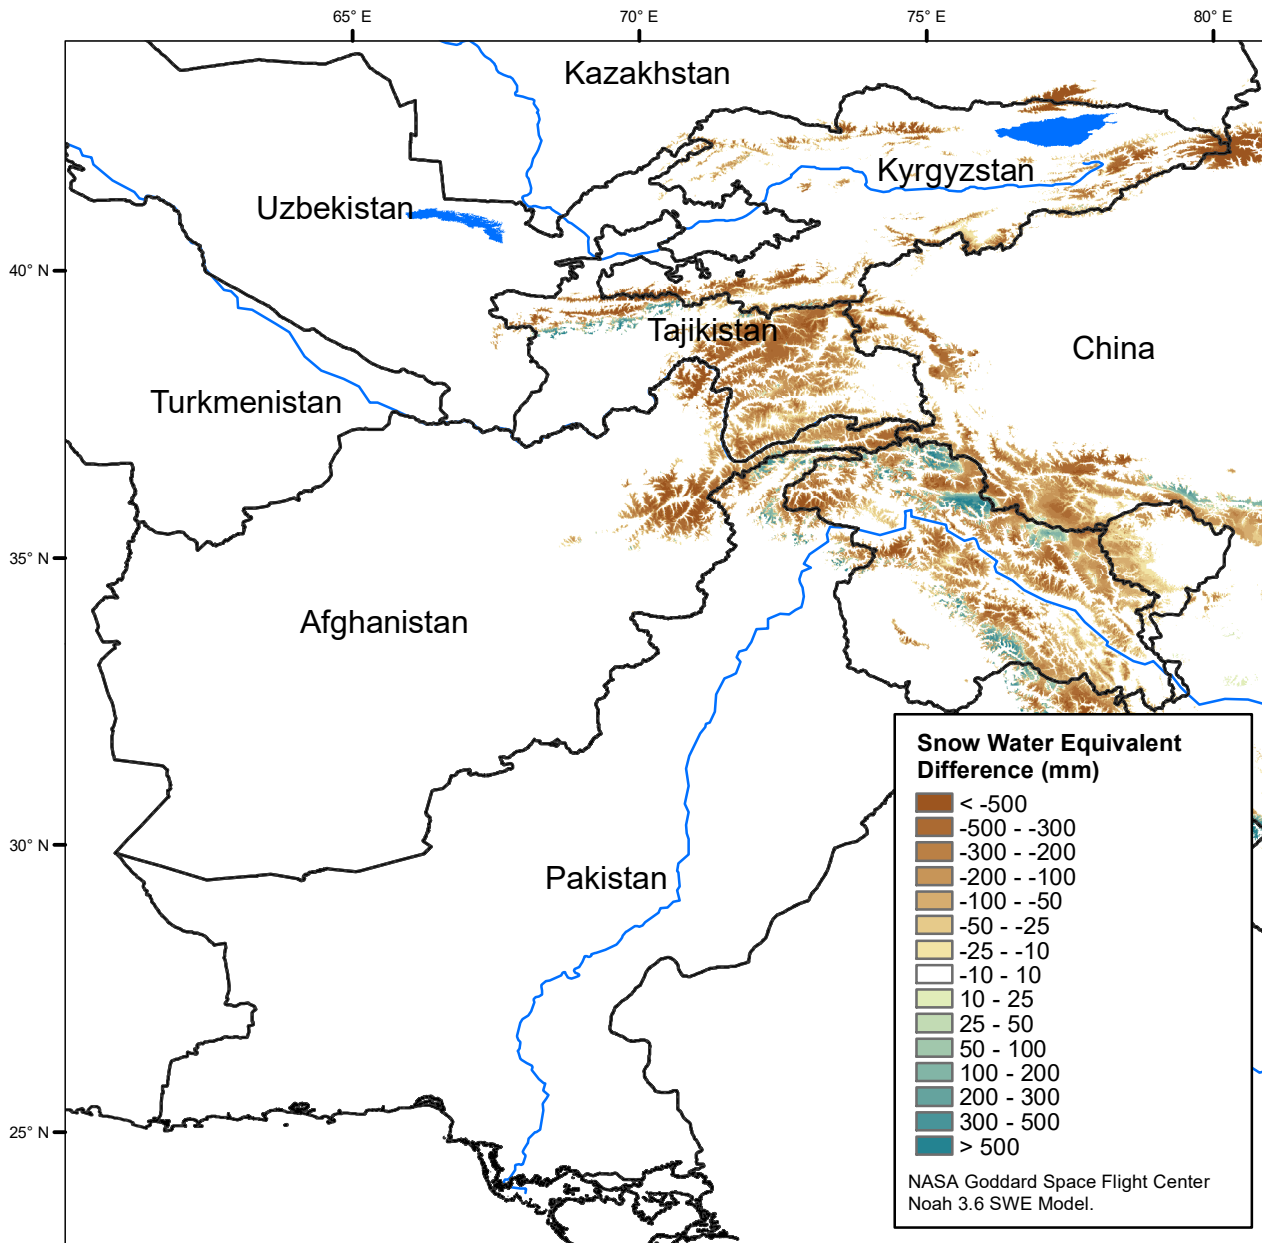 65° E 70° E 75° E 80° E
Kazakhstan
Kyrgyzstan
Uzbekistan
40° N
Tajikistan
China
Turkmenistan
35° N
Afghanistan
Snow Water Equivalent
Difference (mm)
< -500
-500 - -300
-300 - -200
-200 - -100
-100 - -50
-50 - -25
-25 - -10
-10 - 10
10 - 25
25 - 50
50 - 100
100 - 200
200 - 300
300 - 500
> 500
NASA Goddard Space Flight Center
Noah 3.6 SWE Model.
30° N
Pakistan
25° N